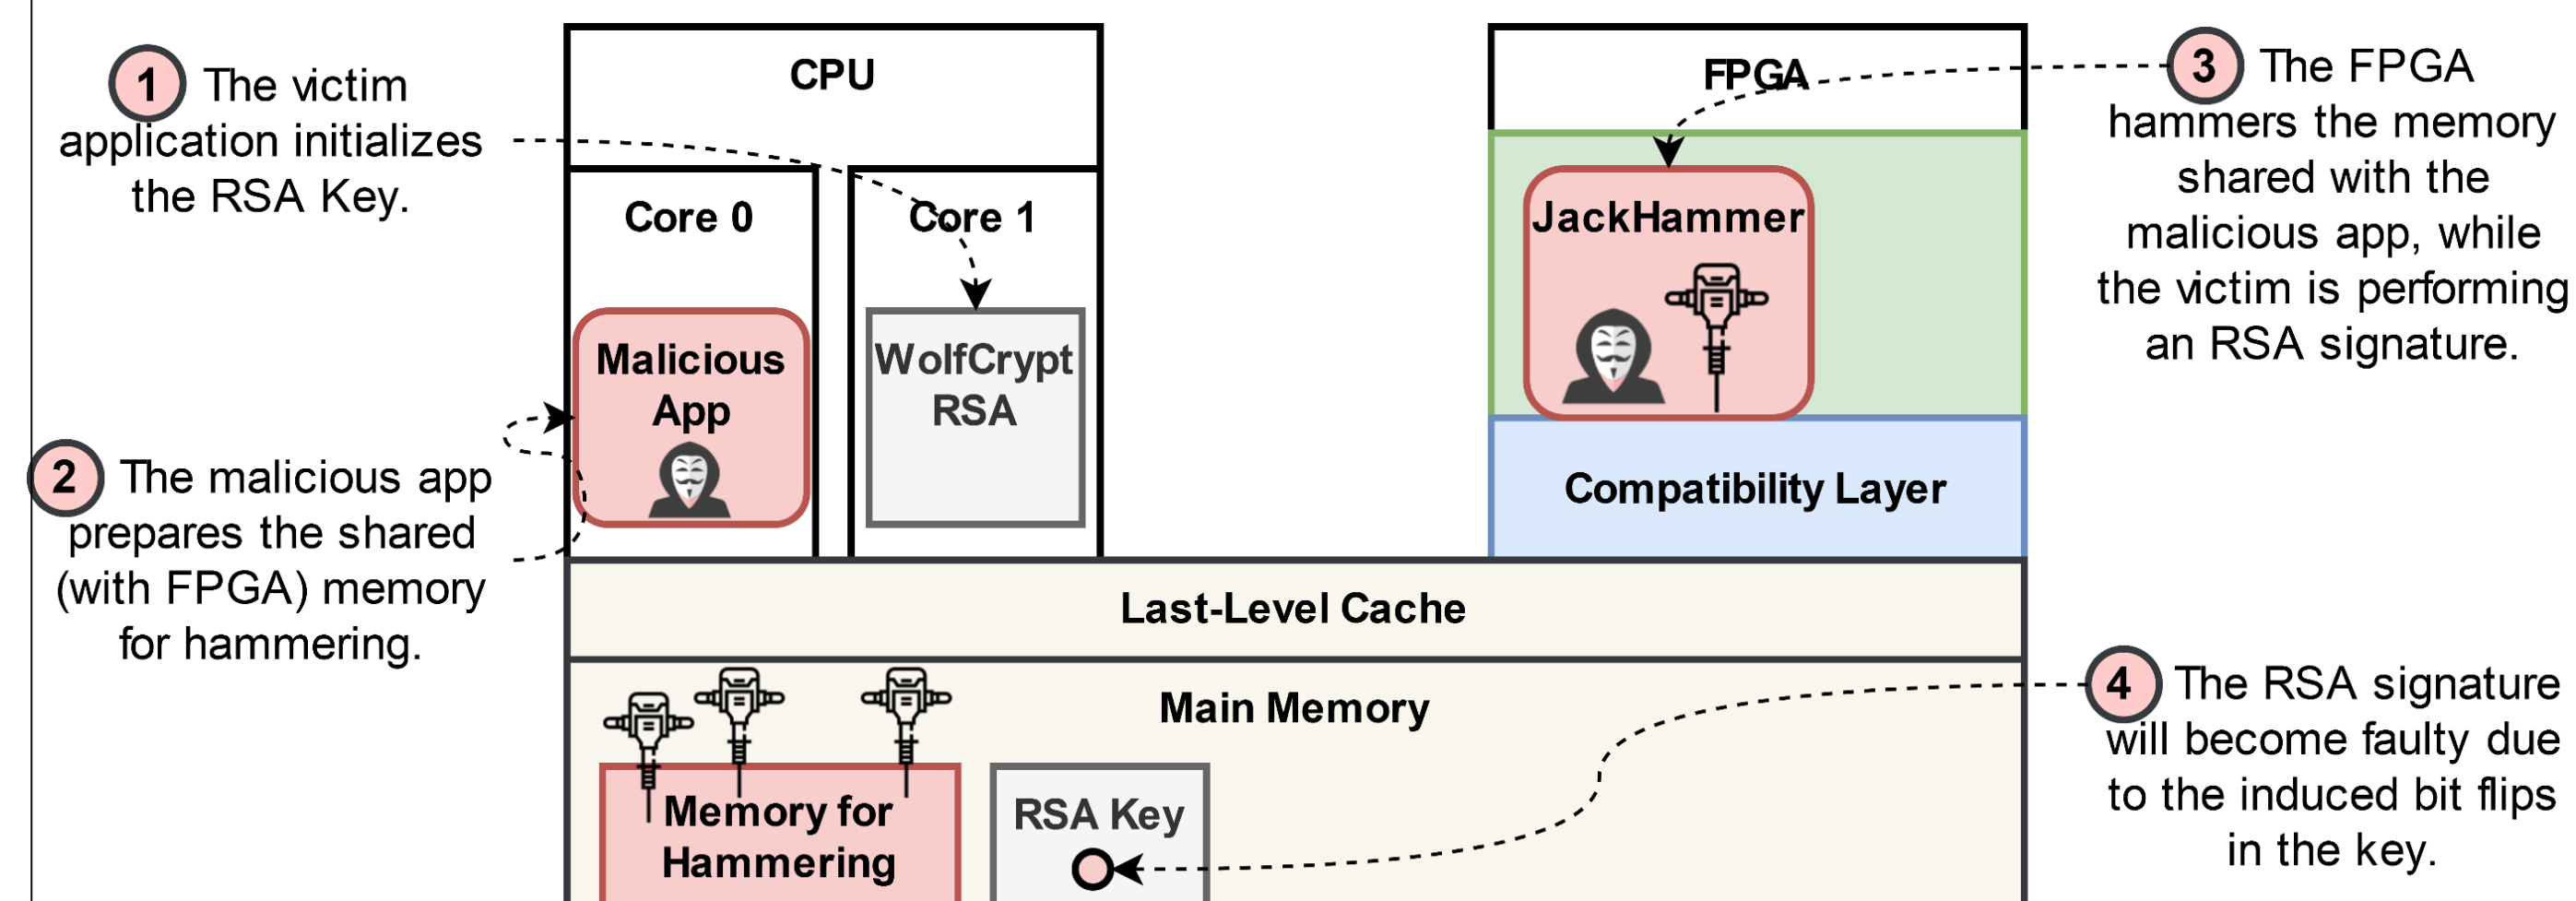 1 The victim
application initializes
the RSA Key.
2 The malicious app
prepares the shared
(with FPGA) memory
for hammering.
CPU
Core 0
Core 1
Malicious
App
WolfCrypt
RSA
FPGA
JackHammer
Compatibility Layer
Last-Level Cache
Main Memory
Memory for
Hammering
RSA Key
3 The FPGA
hammers the memory
shared with the
malicious app, while
the victim is performing
an RSA signature.
4 The RSA signature
will become faulty due
to the induced bit flips
in the key.